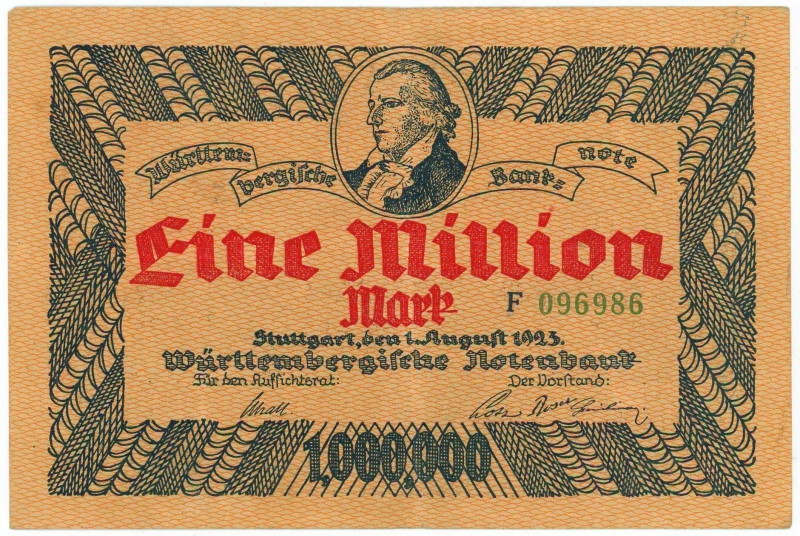 Württem=
bergische
Bank=
note
Eine Million
Mark
F 096986
Stuttgart, den 1. August 1923.
Württembergische Notenbank
Für den Aufsichtsrat: Der Vorstand:
1,000,000